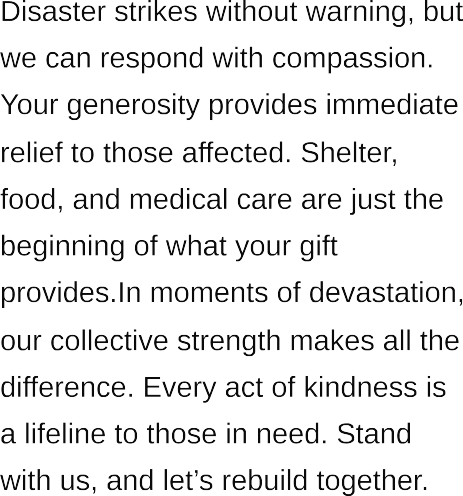 Disaster strikes without warning, but
we can respond with compassion.
Your generosity provides immediate
relief to those affected. Shelter,
food, and medical care are just the
beginning of what your gift
provides.In moments of devastation,
our collective strength makes all the
difference. Every act of kindness is
a lifeline to those in need. Stand
with us, and let’s rebuild together.